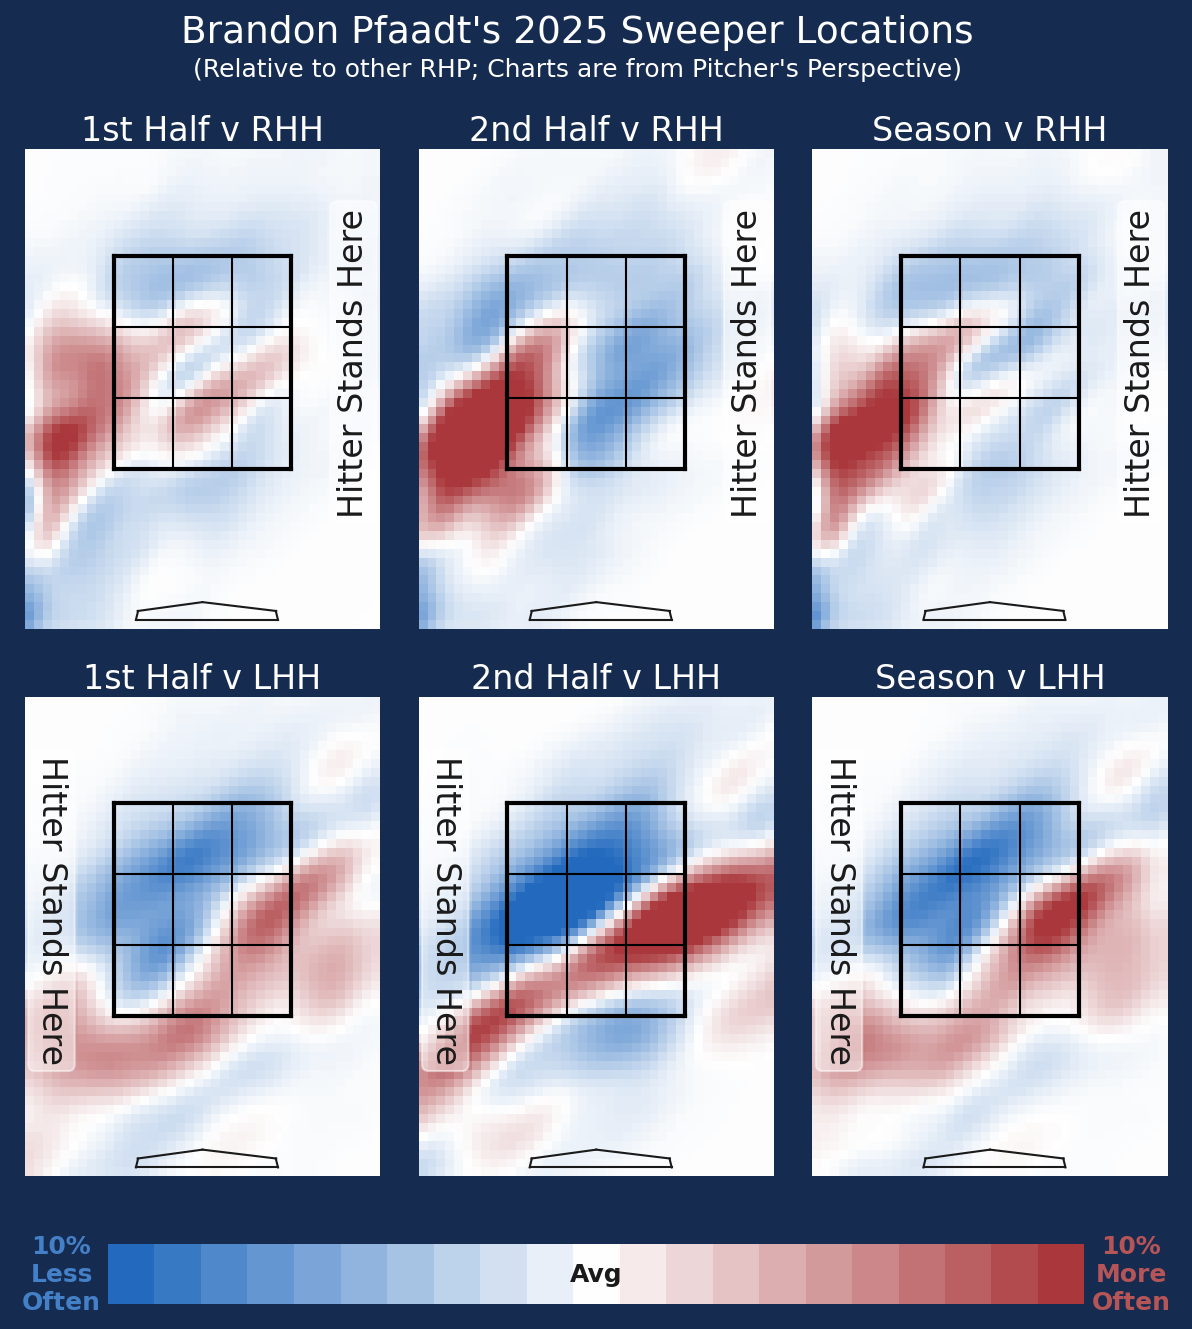 Brandon Pfaadt's 2025 Sweeper Locations
(Relative to other RHP; Charts are from Pitcher's Perspective)
1st Half v RHH
2nd Half v RHH
Season v RHH
Hitter Stands Here
Hitter Stands Here
Hitter Stands Here
1st Half v LHH
2nd Half v LHH
Season v LHH
Hitter Stands Here
Hitter Stands Here
Hitter Stands Here
10%
Less
Often
Avg
10%
More
Often